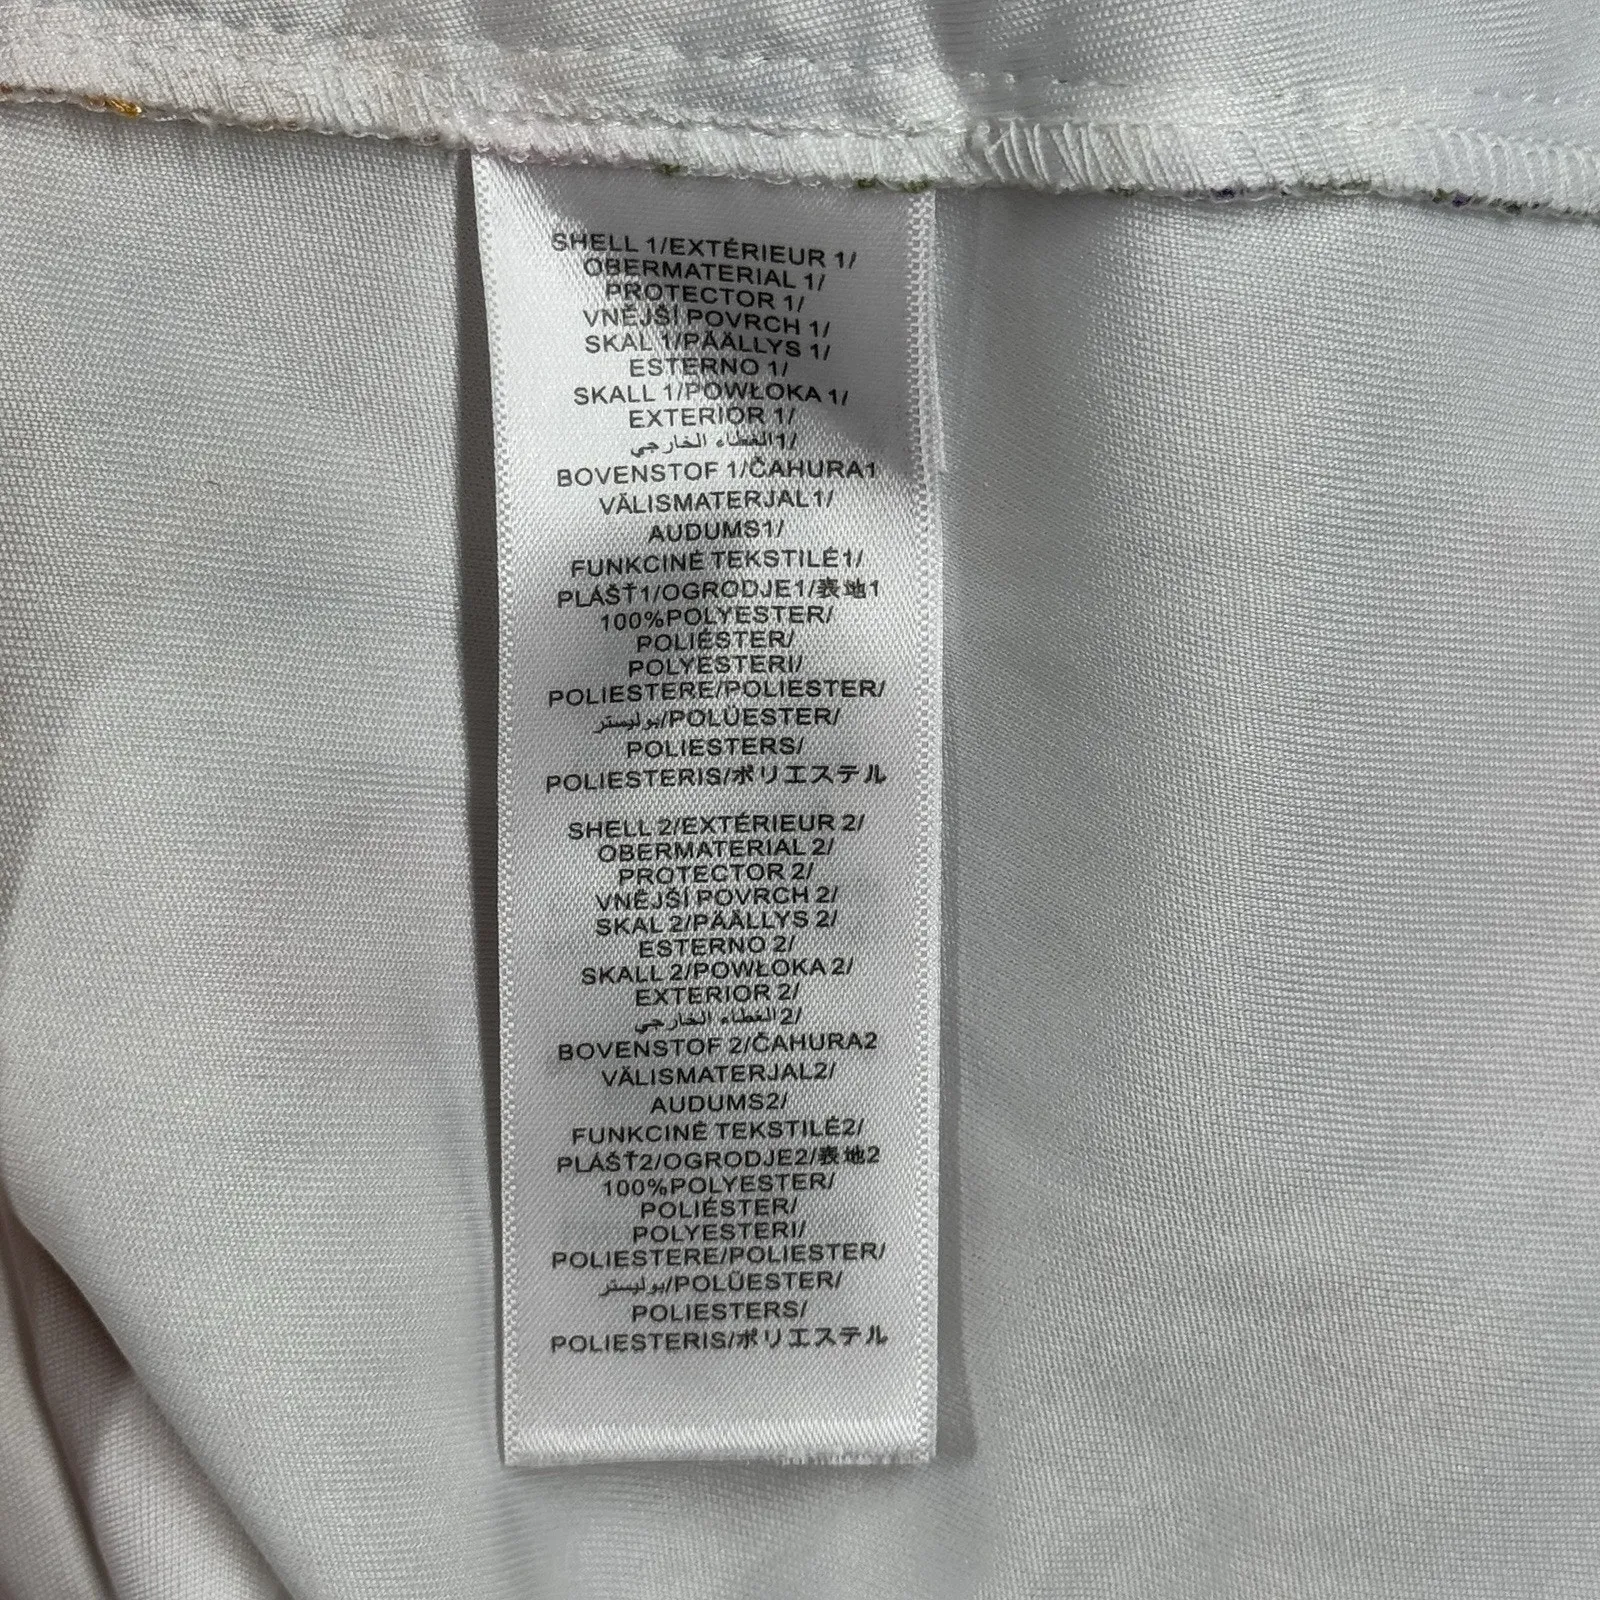 SHELL 1/EXTÉRIEUR 1/
OBERMATERIAL 1/
PROTECTOR 1/
VNĚJŠÍ POVRCH 1/
SKAL 1/PÄÄLLYS 1/
ESTERNO 1/
SKALL 1/POWŁOKA 1/
EXTERIOR 1/
الغطاء الخارجي1/
BOVENSTOF 1/ČAHURA1
VÄLISMATERJAL1/
AUDUMS1/
FUNKCINĖ TEKSTILĖ1/
PLÁŠŤ1/OGRODJE1/表地1
100%POLYESTER/
POLIÉSTER/
POLYESTERI/
POLIESTERE/POLIESTER/
بوليستر/POLÜESTER/
POLIESTERS/
POLIESTERIS/ポリエステル
SHELL 2/EXTÉRIEUR 2/
OBERMATERIAL 2/
PROTECTOR 2/
VNĚJŠÍ POVRCH 2/
SKAL 2/PÄÄLLYS 2/
ESTERNO 2/
SKALL 2/POWŁOKA 2/
EXTERIOR 2/
الغطاء الخارجي2/
BOVENSTOF 2/ČAHURA2
VÄLISMATERJAL2/
AUDUMS2/
FUNKCINĖ TEKSTILĖ2/
PLÁŠŤ2/OGRODJE2/表地2
100%POLYESTER/
POLIÉSTER/
POLYESTERI/
POLIESTERE/POLIESTER/
بوليستر/POLÜESTER/
POLIESTERS/
POLIESTERIS/ポリエステル